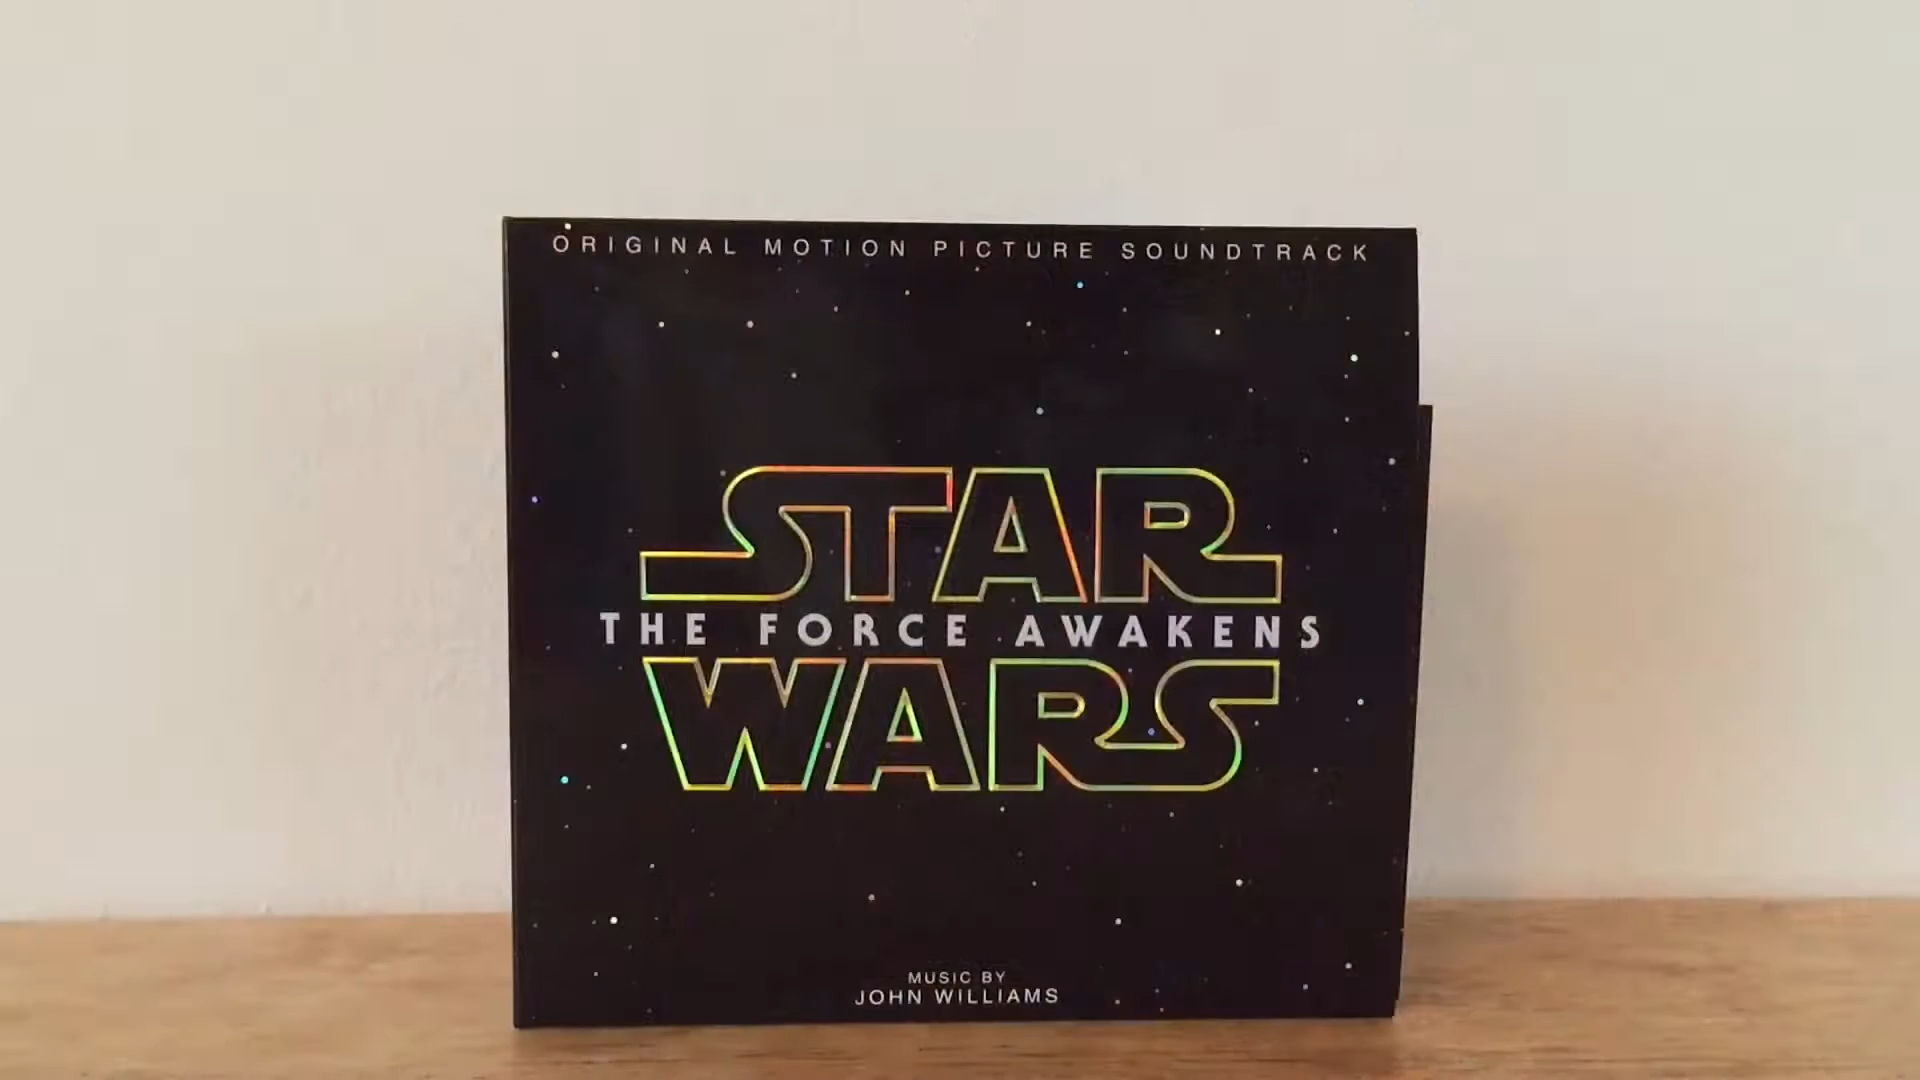 ORIGINAL MOTION PICTURE SOUNDTRACK
STAR
THE FORCE AWAKENS
WARS
MUSIC BY
JOHN WILLIAMS